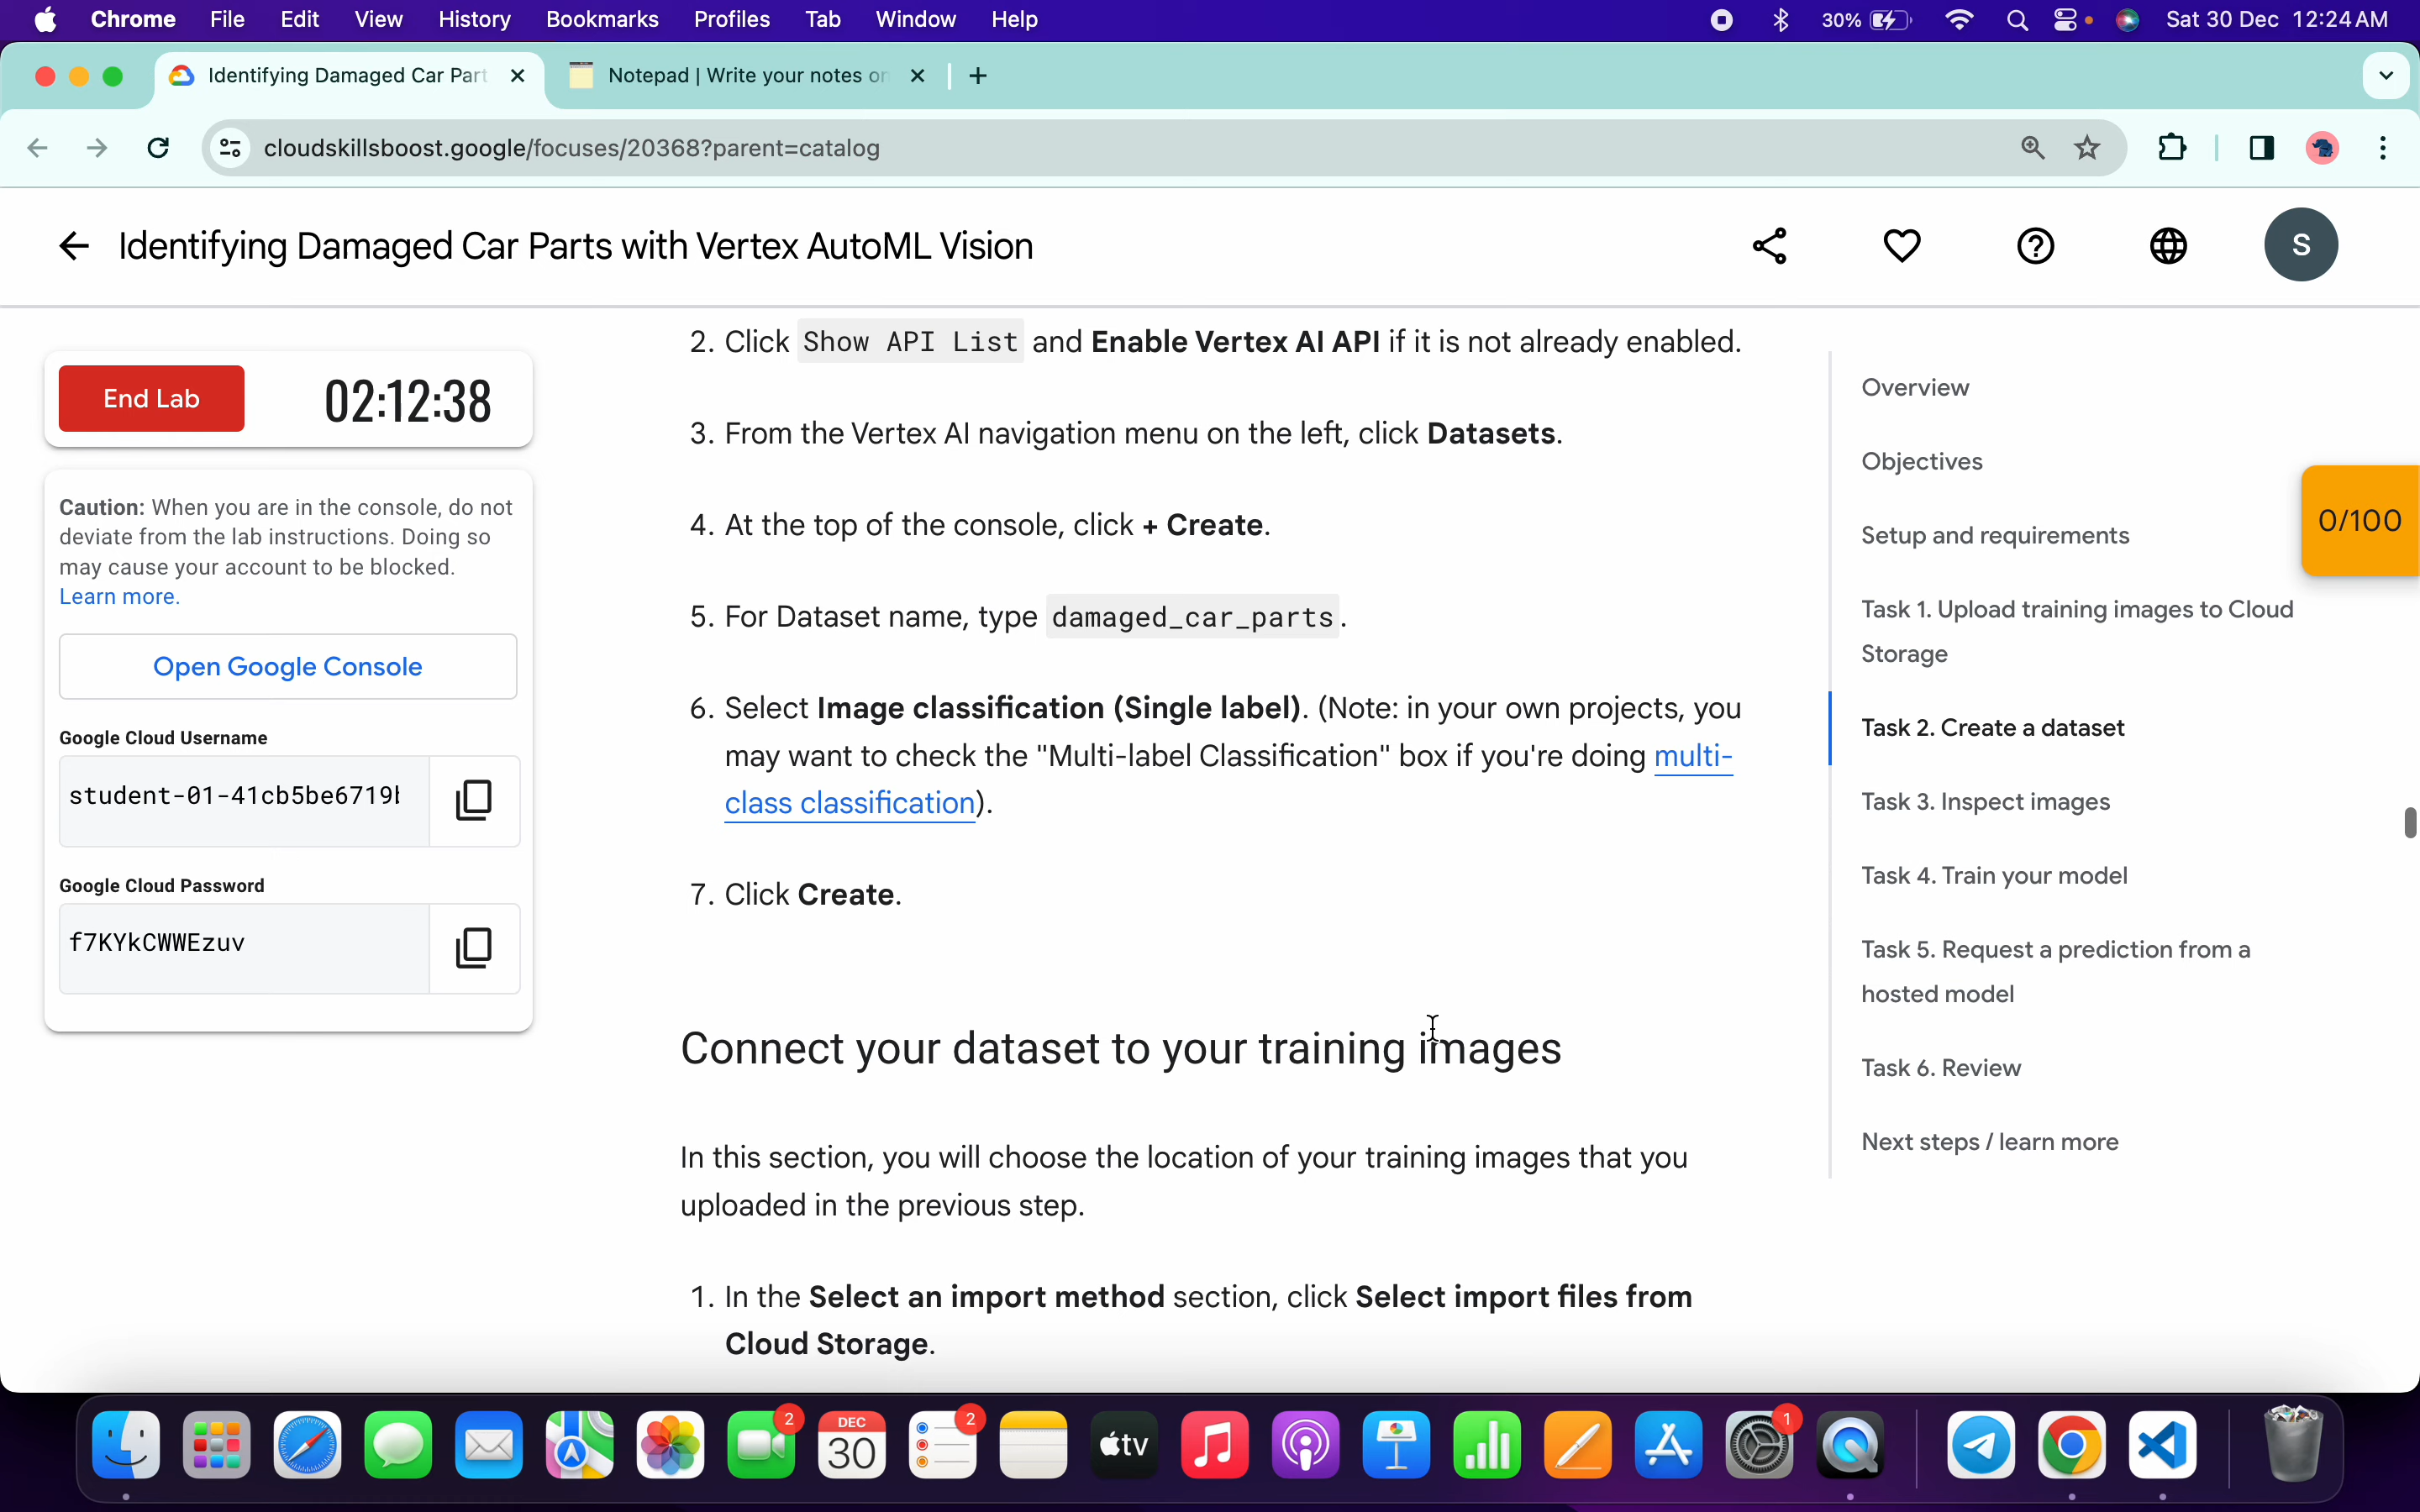 Chrome File Edit View History Bookmarks Profiles Tab Window Help 30% Sat 30 Dec 12:24 AM
Identifying Damaged Car Part
Notepad | Write your notes on
cloudskillsboost.google/focuses/20368?parent=catalog
Identifying Damaged Car Parts with Vertex AutoML Vision
S
End Lab 02:12:38
Caution: When you are in the console, do not
deviate from the lab instructions. Doing so
may cause your account to be blocked.
Learn more.
Open Google Console
Google Cloud Username
student-01-41cb5be6719
Google Cloud Password
f7KYkCWWEzuv
2. Click Show API List and Enable Vertex AI API if it is not already enabled.
3. From the Vertex AI navigation menu on the left, click Datasets.
4. At the top of the console, click + Create.
5. For Dataset name, type damaged_car_parts.
6. Select Image classification (Single label). (Note: in your own projects, you
may want to check the "Multi-label Classification" box if you're doing multi-
class classification).
7. Click Create.
Connect your dataset to your training images
In this section, you will choose the location of your training images that you
uploaded in the previous step.
1. In the Select an import method section, click Select import files from
Cloud Storage.
Overview
Objectives
Setup and requirements
Task 1. Upload training images to Cloud
Storage
Task 2. Create a dataset
Task 3. Inspect images
Task 4. Train your model
Task 5. Request a prediction from a
hosted model
Task 6. Review
Next steps / learn more
0/100
2
DEC
30
2
tv
1